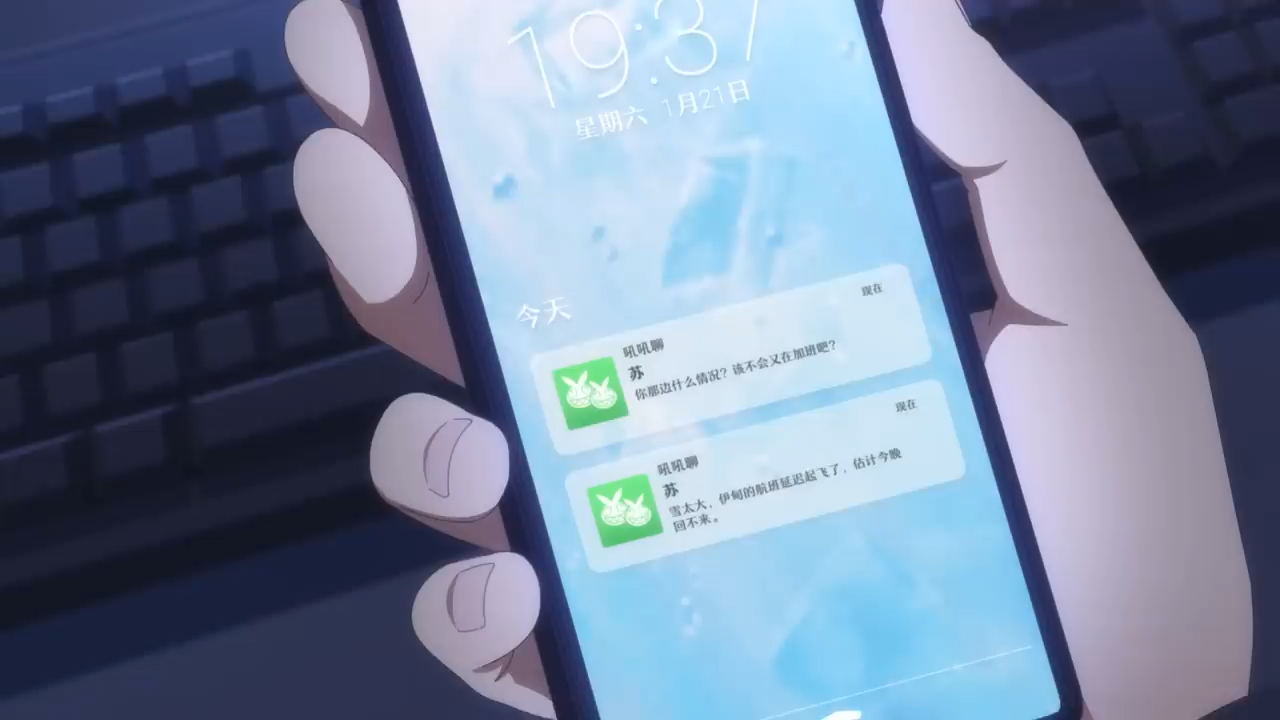 19:37
星期六 1月21日
今天
吼吼聊
现在
苏
你那边什么情况？该不会又在加班吧？
吼吼聊
现在
苏
雪太大，伊甸的航班延迟起飞了，估计今晚
回不来。